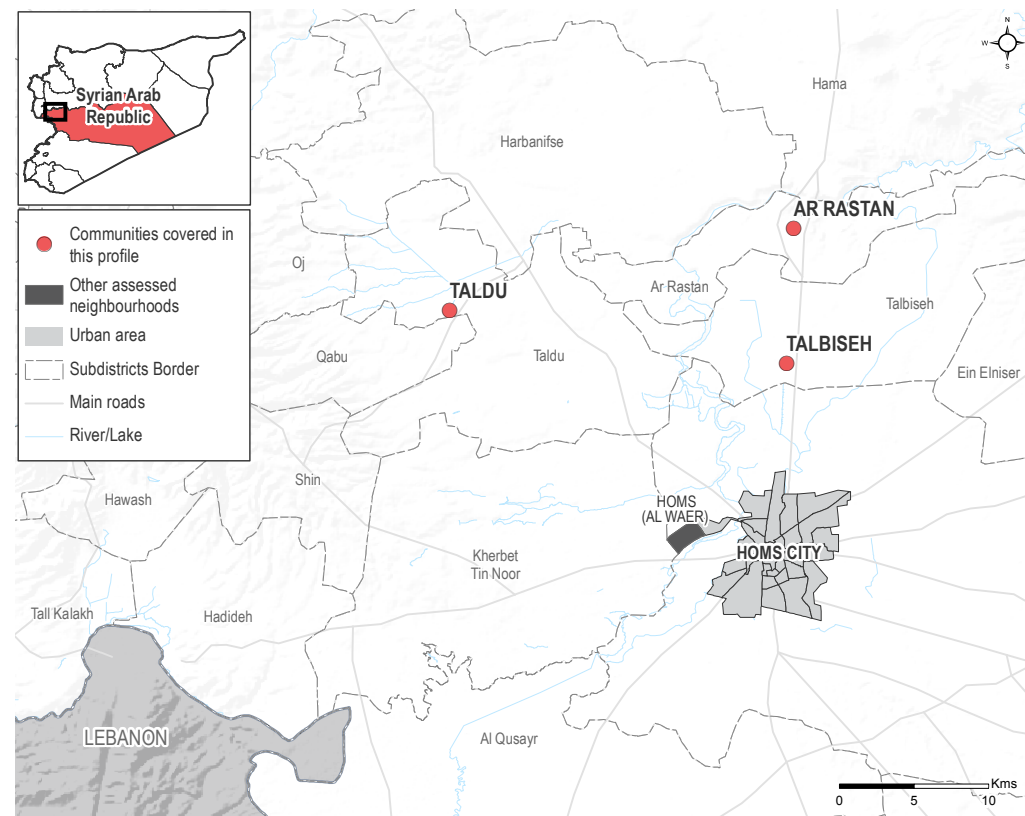 Syrian Arab
Republic
Communities covered in
this profile
Other assessed
neighbourhoods
Urban area
Subdistricts Border
Main roads
River/Lake
N
W
E
S
Hama
Harbanifse
AR RASTAN
Oj
Ar Rastan
TALDU
Talbiseh
Qabu
Taldu
TALBISEH
Ein Elniser
Shin
Hawash
HOMS
(AL WAER)
HOMS CITY
Kherbet
Tin Noor
Tall Kalakh
Hadideh
LEBANON
Al Qusayr
Kms
0 5 10